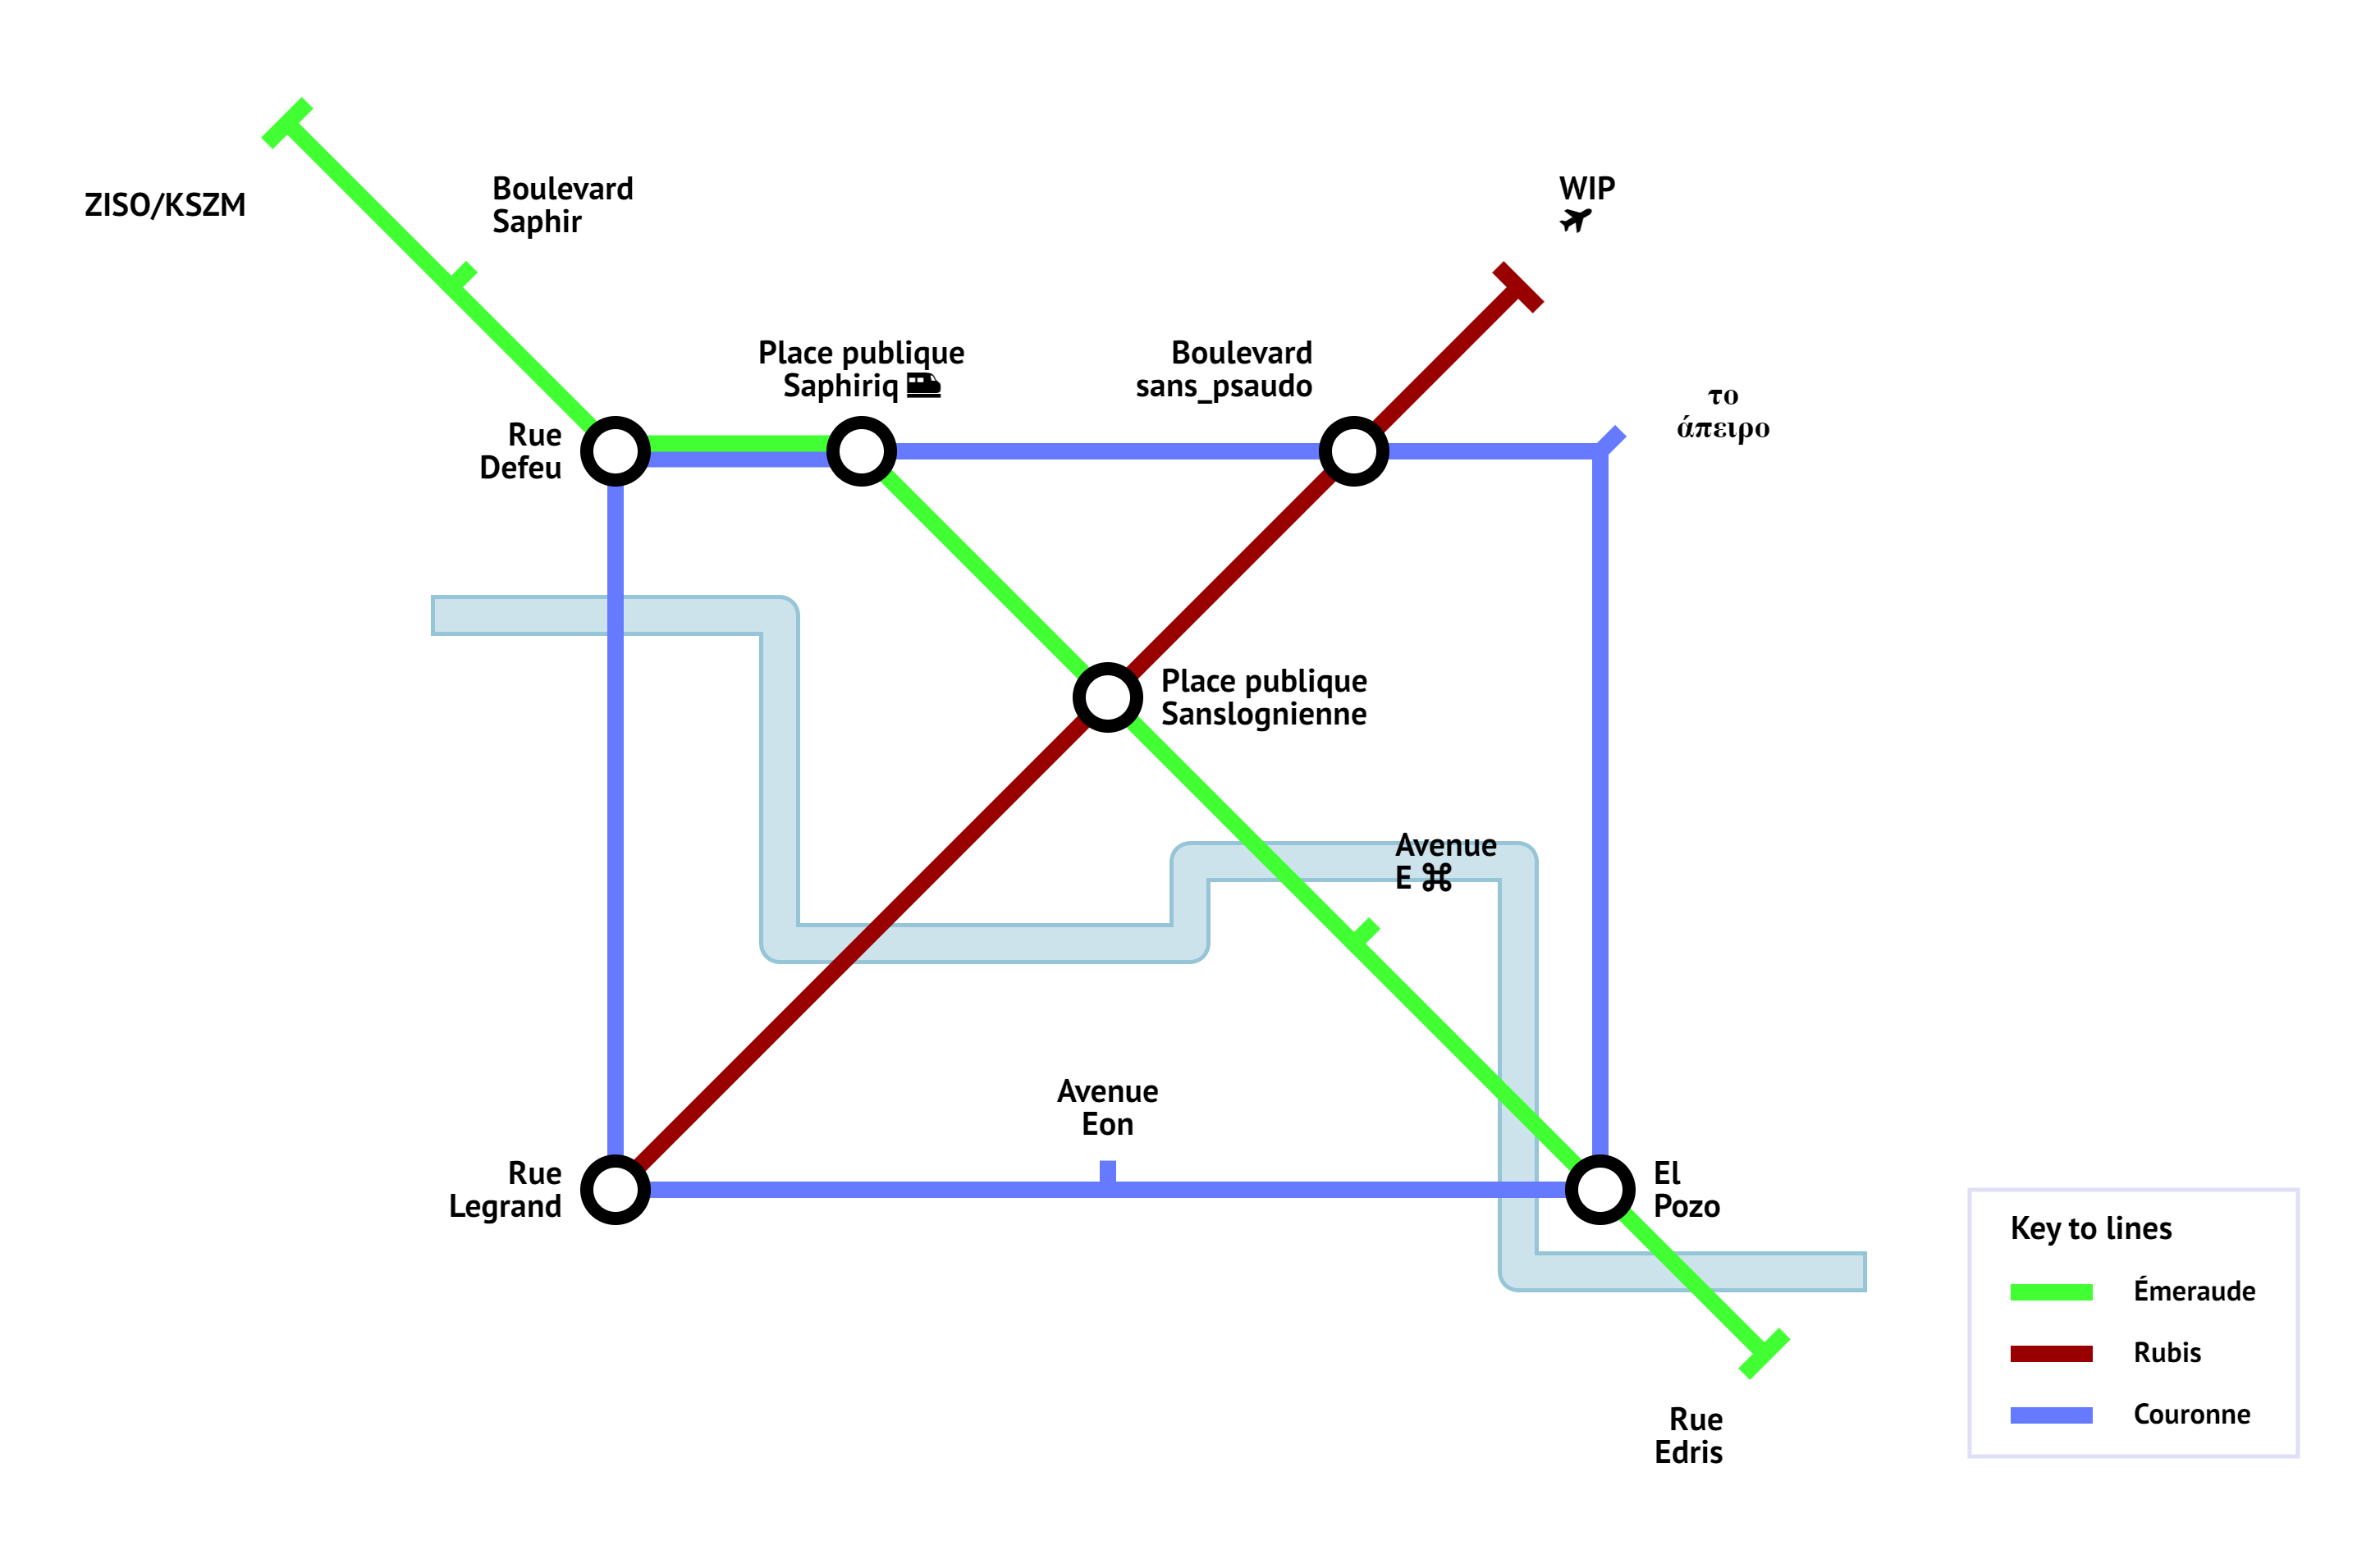 ZISO/KSZM
Boulevard
Saphir
WIP
Place publique
Saphiriq
Boulevard
sans_psaudo
το
άπειρο
Rue
Defeu
Place publique
Sanslognienne
Avenue
E ⌘
Avenue
Eon
Rue
Legrand
El
Pozo
Rue
Edris
Key to lines
Émeraude
Rubis
Couronne